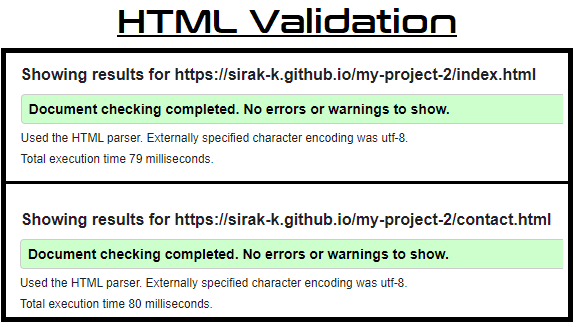 HTML Validation
Showing results for https://sirak-k.github.io/my-project-2/index.html
Document checking completed. No errors or warnings to show.
Used the HTML parser. Externally specified character encoding was utf-8.
Total execution time 79 milliseconds.
Showing results for https://sirak-k.github.io/my-project-2/contact.html
Document checking completed. No errors or warnings to show.
Used the HTML parser. Externally specified character encoding was utf-8.
Total execution time 80 milliseconds.